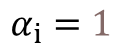 αᵢ = 1